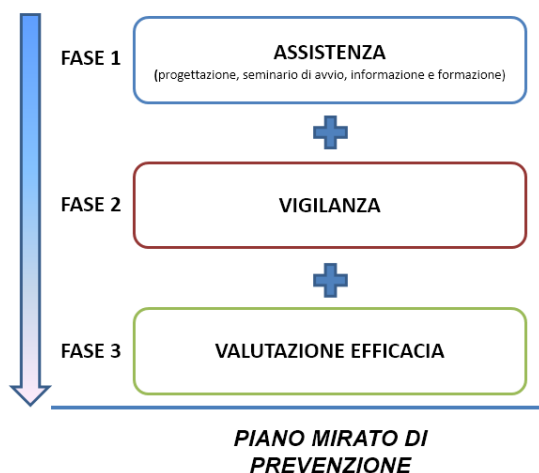 FASE 1
ASSISTENZA
(progettazione, seminario di avvio, informazione e formazione)
FASE 2
VIGILANZA
FASE 3
VALUTAZIONE EFFICACIA
PIANO MIRATO DI
PREVENZIONE